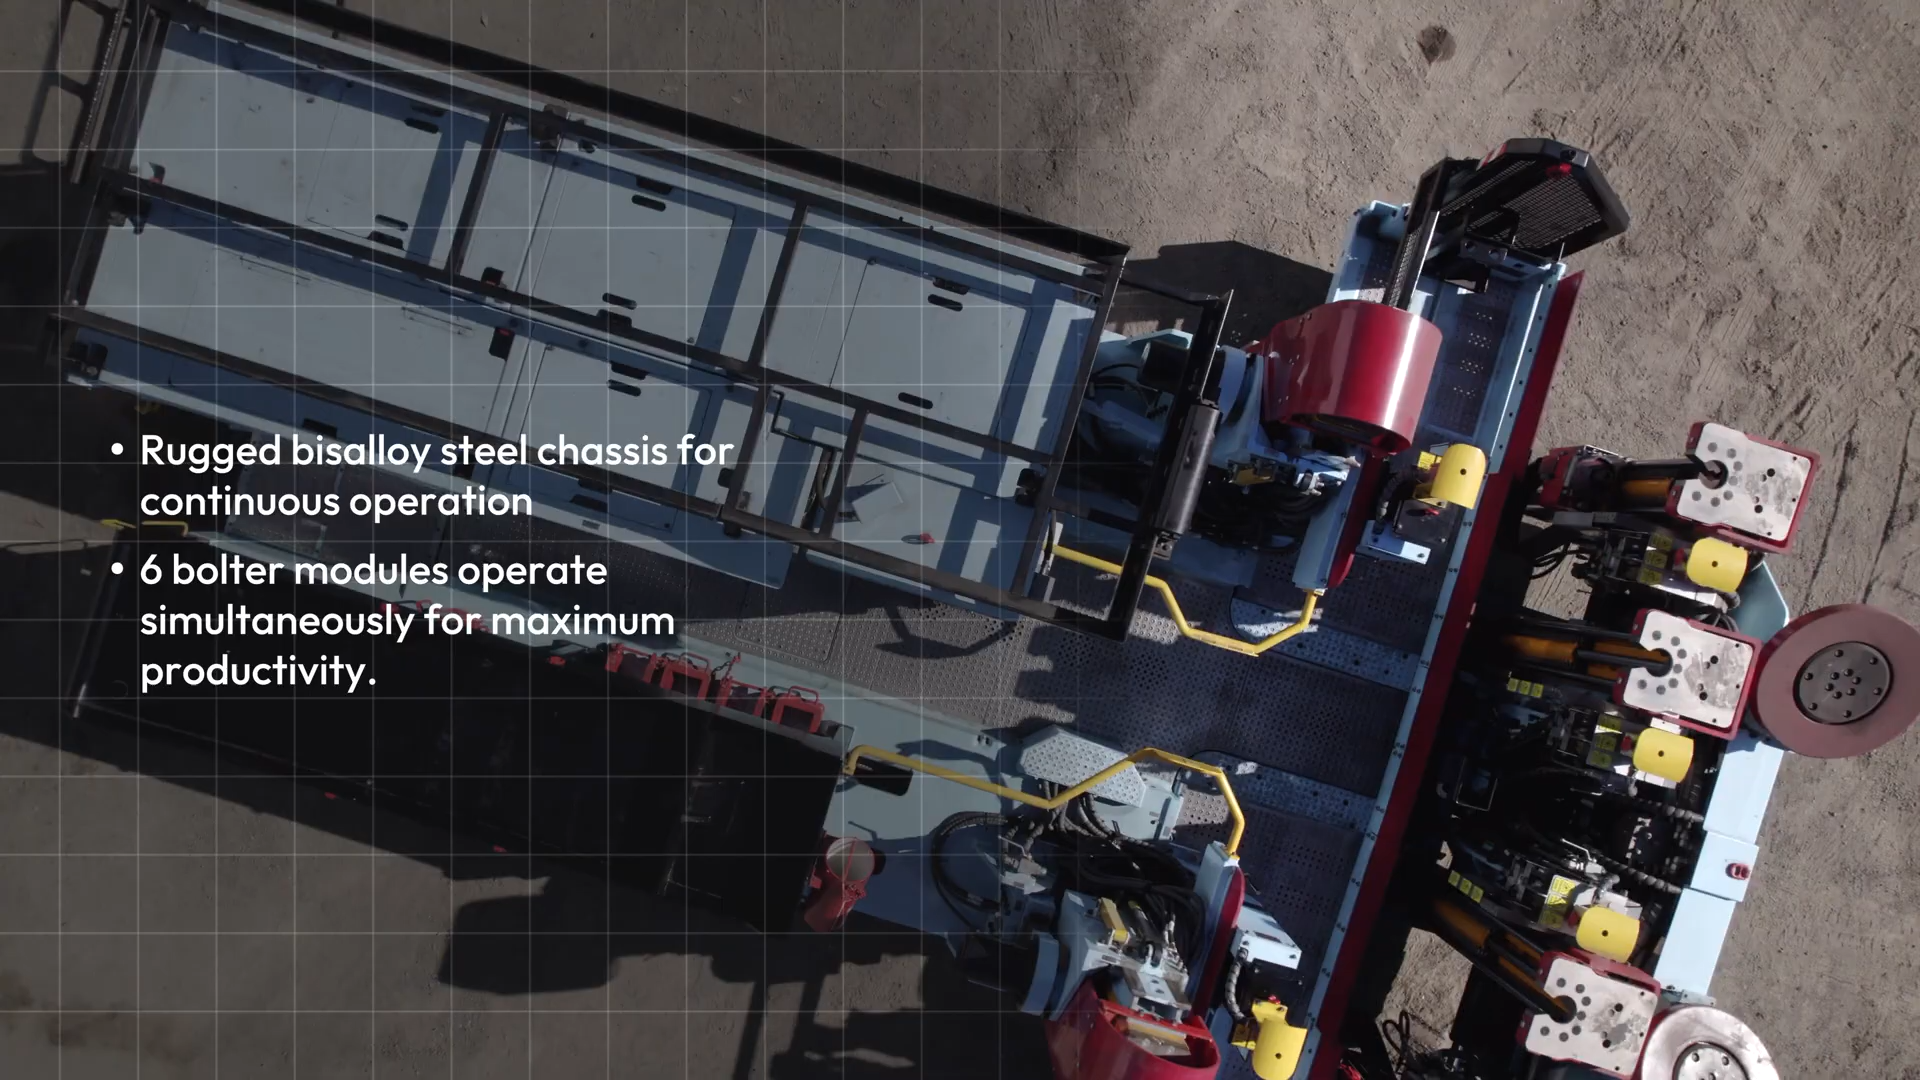 • Rugged bisalloy steel chassis for
continuous operation
• 6 bolter modules operate
simultaneously for maximum
productivity.